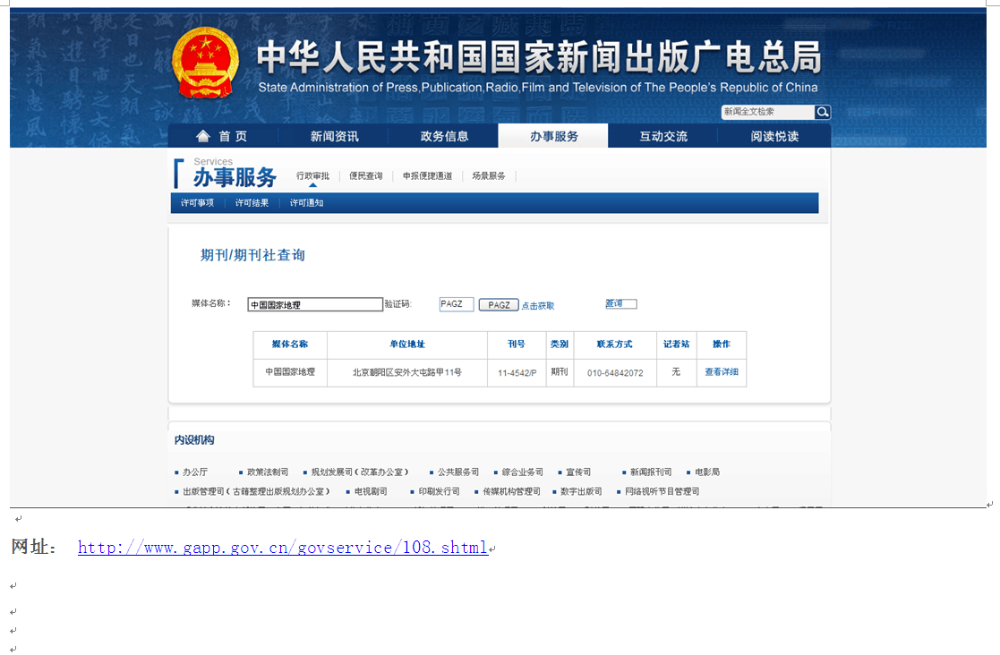 中华人民共和国国家新闻出版广电总局
State Administration of Press,Publication,Radio,Film and Television of The People's Republic of China
新闻全文检索
首 页 新闻资讯 政务信息 办事服务 互动交流 阅读悦读
Services
办事服务 行政审批 便民查询 申报便捷通道 场景服务
许可事项 许可结果 许可通知
期刊/期刊社查询
媒体名称： 中国国家地理 验证码: PAGZ PAGZ 点击获取 查询
媒体名称 单位地址 刊号 类别 联系方式 记者站 操作
中国国家地理 北京朝阳区安外大屯路甲11号 11-4542/P 期刊 010-64842072 无 查看详细
内设机构
办公厅 政策法制司 规划发展司（改革办公室） 公共服务司 综合业务司 宣传司 新闻报刊司 电影局
出版管理司（古籍整理出版规划办公室） 电视剧司 印刷发行司 传媒机构管理司 数字出版司 网络视听节目管理司
网址： http://www.gapp.gov.cn/govservice/108.shtml